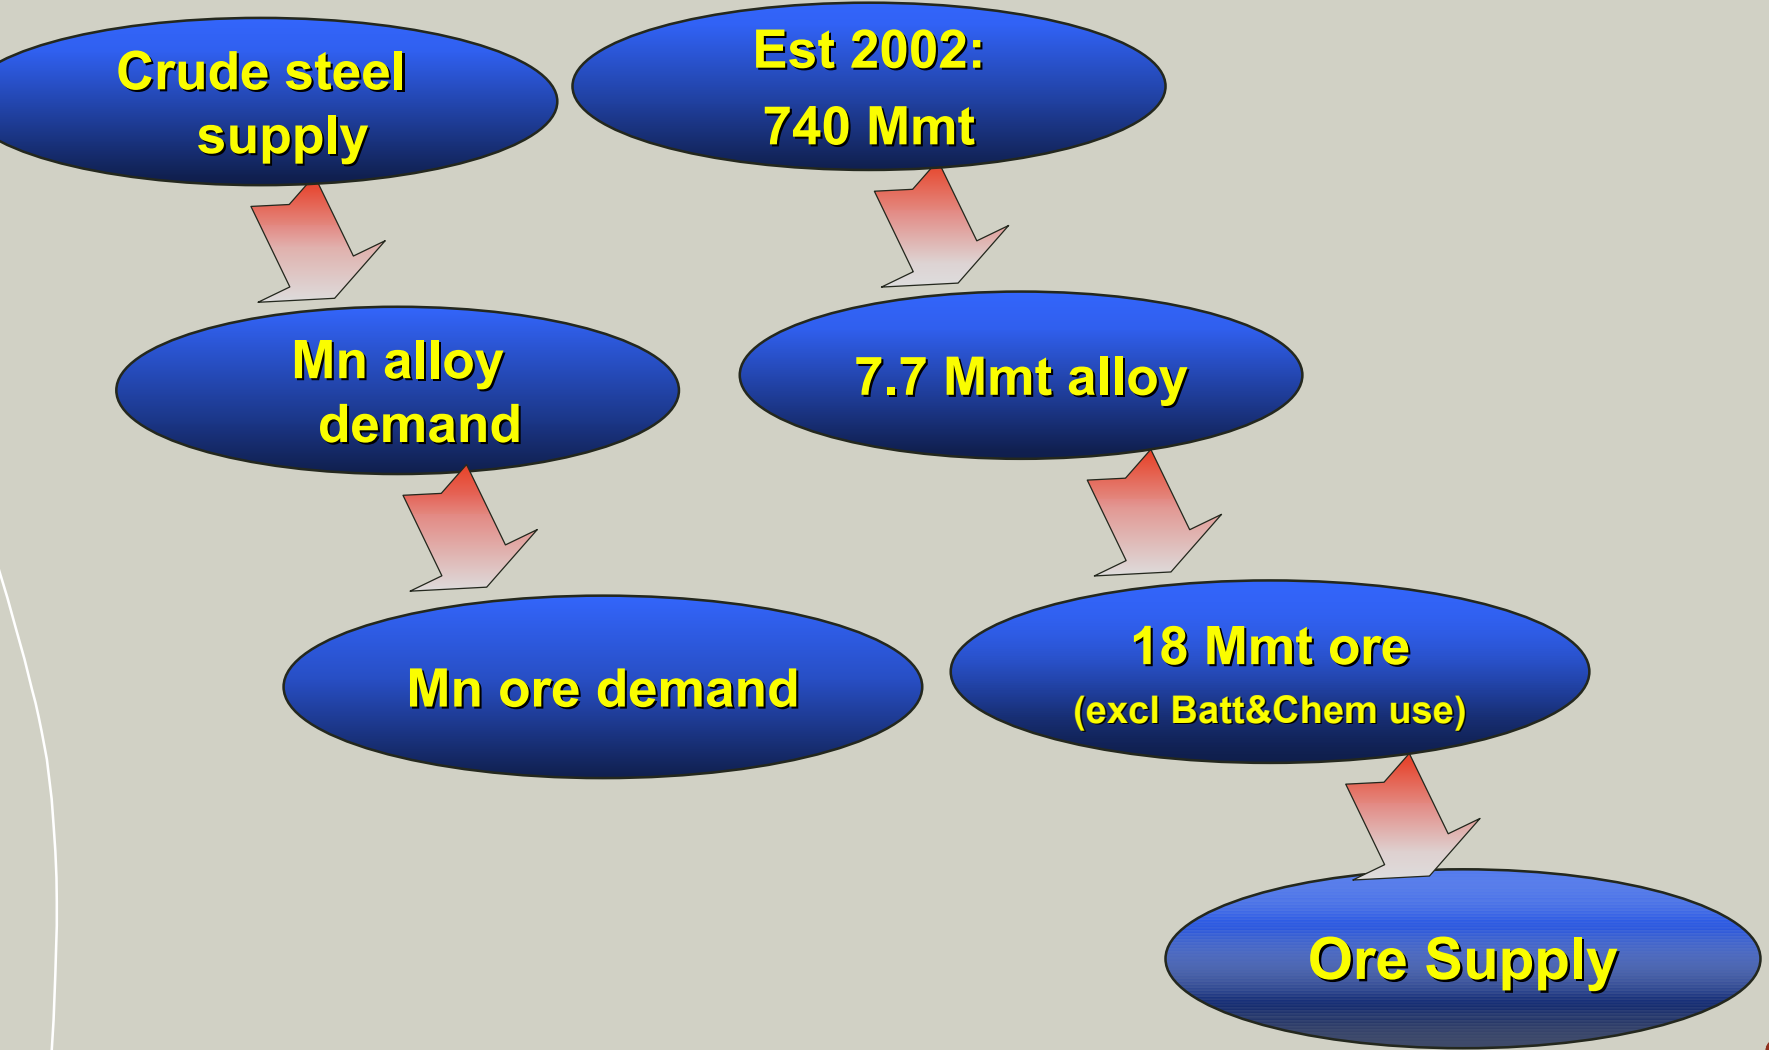 Crude steel
supply
Est 2002:
740 Mmt
Mn alloy
demand
7.7 Mmt alloy
Mn ore demand
18 Mmt ore
(excl Batt&Chem use)
Ore Supply